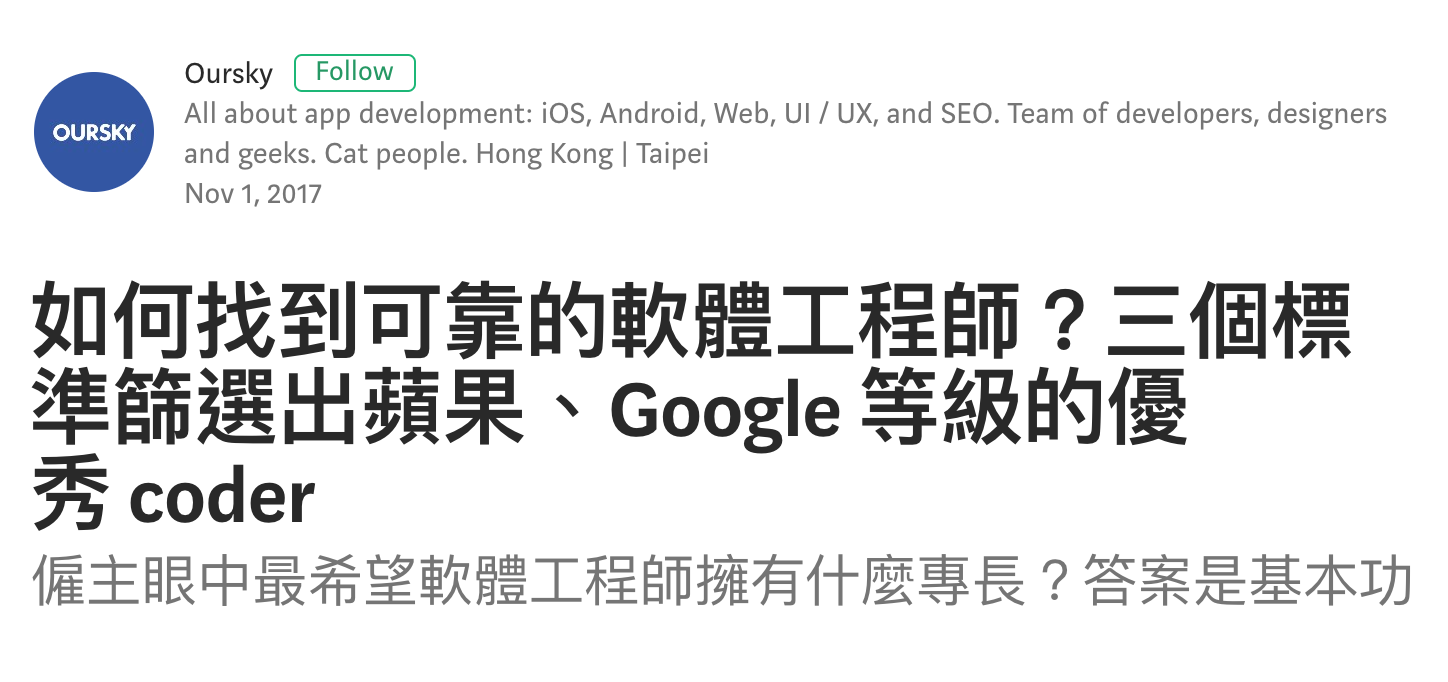 OURSKY
Oursky Follow
All about app development: iOS, Android, Web, UI / UX, and SEO. Team of developers, designers
and geeks. Cat people. Hong Kong | Taipei
Nov 1, 2017
如何找到可靠的軟體工程師？三個標
準篩選出蘋果、Google 等級的優
秀 coder
僱主眼中最希望軟體工程師擁有什麼專長？答案是基本功